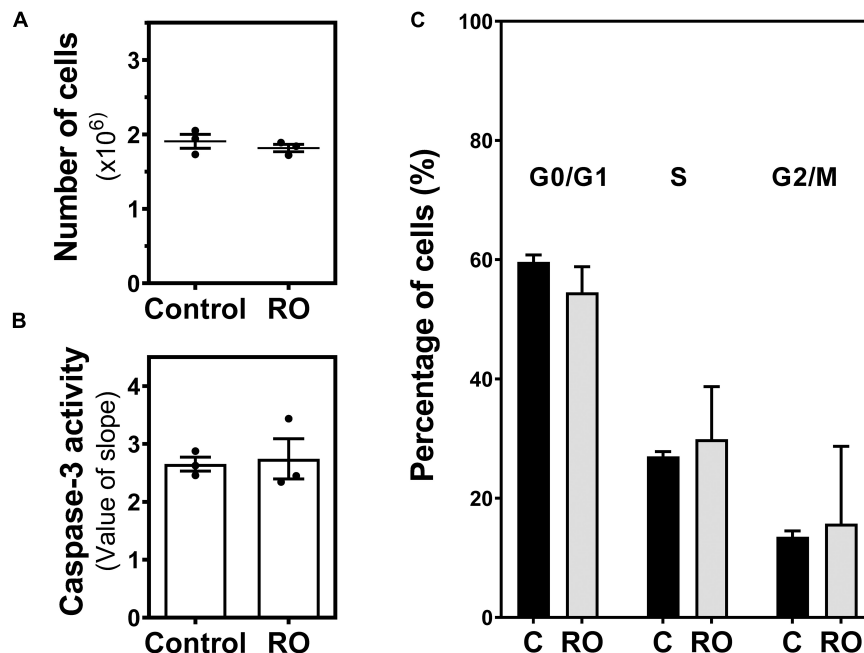 A
Number of cells
(x10⁶)
3
2
1
0
Control RO
B
Caspase-3 activity
(Value of slope)
4
3
2
1
0
Control RO
C
Percentage of cells (%)
100
80
60
40
20
0
G0/G1 S G2/M
C RO C RO C RO